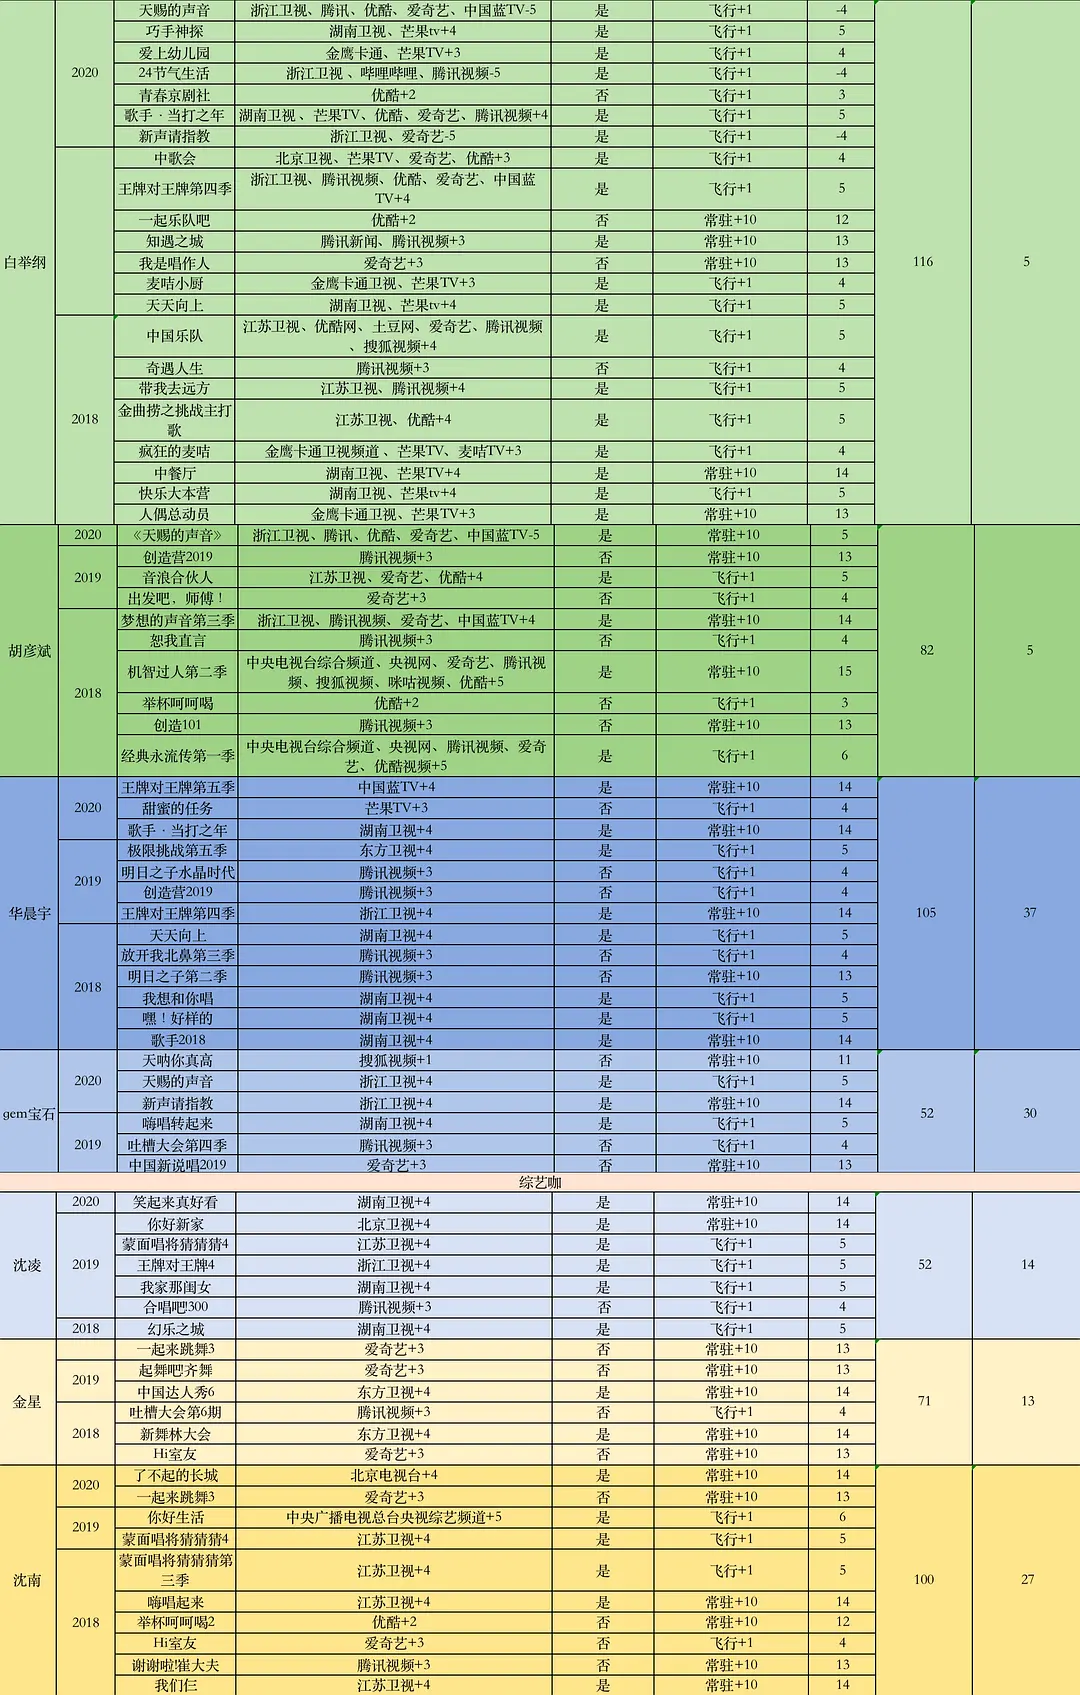 天赐的声音 浙江卫视、腾讯、优酷、爱奇艺、中国蓝TV-5 是 飞行+1 -4
巧手神探 湖南卫视、芒果tv+4 是 飞行+1 5
爱上幼儿园 金鹰卡通、芒果TV+3 是 飞行+1 4
2020 24节气生活 浙江卫视 、哔哩哔哩、腾讯视频-5 是 飞行+1 -4
青春京剧社 优酷+2 否 飞行+1 3
歌手·当打之年 湖南卫视 、芒果TV、优酷、爱奇艺、腾讯视频+4 是 飞行+1 5
新声请指教 浙江卫视、爱奇艺-5 是 飞行+1 -4
中歌会 北京卫视、芒果TV、爱奇艺、优酷+3 是 飞行+1 4
王牌对王牌第四季 浙江卫视、腾讯视频、优酷、爱奇艺、中国蓝
TV+4 是 飞行+1 5
一起乐队吧 优酷+2 否 常驻+10 12
知遇之城 腾讯新闻、腾讯视频+3 是 常驻+10 13
白举纲 我是唱作人 爱奇艺+3 否 常驻+10 13 116 5
麦咭小厨 金鹰卡通卫视、芒果TV+3 是 飞行+1 4
天天向上 湖南卫视、芒果tv+4 是 飞行+1 5
中国乐队 江苏卫视、优酷网、土豆网、爱奇艺、腾讯视频
、搜狐视频+4 是 飞行+1 5
奇遇人生 腾讯视频+3 否 飞行+1 4
带我去远方 江苏卫视、腾讯视频+4 是 飞行+1 5
2018 金曲捞之挑战主打
歌 江苏卫视、优酷+4 是 飞行+1 5
疯狂的麦咭 金鹰卡通卫视频道 、芒果TV、麦咭TV+3 是 飞行+1 4
中餐厅 湖南卫视、芒果TV+4 是 常驻+10 14
快乐大本营 湖南卫视、芒果tv+4 是 飞行+1 5
人偶总动员 金鹰卡通卫视、芒果TV+3 是 常驻+10 13
2020 《天赐的声音》 浙江卫视、腾讯、优酷、爱奇艺、中国蓝TV-5 是 常驻+10 5
创造营2019 腾讯视频+3 否 常驻+10 13
2019 音浪合伙人 江苏卫视、爱奇艺、优酷+4 是 飞行+1 5
出发吧，师傅！ 爱奇艺+3 否 飞行+1 4
梦想的声音第三季 浙江卫视、腾讯视频、爱奇艺、中国蓝TV+4 是 常驻+10 14
胡彦斌 恕我直言 腾讯视频+3 否 飞行+1 4 82 5
机智过人第二季 中央电视台综合频道、央视网、爱奇艺、腾讯视
频、搜狐视频、咪咕视频、优酷+5 是 常驻+10 15
2018 举杯呵呵喝 优酷+2 否 飞行+1 3
创造101 腾讯视频+3 否 常驻+10 13
经典永流传第一季 中央电视台综合频道、央视网、腾讯视频、爱奇
艺、优酷视频+5 是 飞行+1 6
王牌对王牌第五季 中国蓝TV+4 是 常驻+10 14
2020 甜蜜的任务 芒果TV+3 否 飞行+1 4
歌手·当打之年 湖南卫视+4 是 常驻+10 14
极限挑战第五季 东方卫视+4 是 飞行+1 5
2019 明日之子水晶时代 腾讯视频+3 否 飞行+1 4
创造营2019 腾讯视频+3 否 飞行+1 4
华晨宇 王牌对王牌第四季 浙江卫视+4 是 常驻+10 14 105 37
天天向上 湖南卫视+4 是 飞行+1 5
放开我北鼻第三季 腾讯视频+3 否 飞行+1 4
2018 明日之子第二季 腾讯视频+3 否 常驻+10 13
我想和你唱 湖南卫视+4 是 飞行+1 5
嘿！好样的 湖南卫视+4 是 飞行+1 5
歌手2018 湖南卫视+4 是 常驻+10 14
天呐你真高 搜狐视频+1 否 常驻+10 11
2020 天赐的声音 浙江卫视+4 是 飞行+1 5
新声请指教 浙江卫视+4 是 常驻+10 14
gem宝石 嗨唱转起来 湖南卫视+4 是 飞行+1 5 52 30
2019 吐槽大会第四季 腾讯视频+3 否 飞行+1 4
中国新说唱2019 爱奇艺+3 否 常驻+10 13
综艺咖
2020 笑起来真好看 湖南卫视+4 是 常驻+10 14
你好新家 北京卫视+4 是 常驻+10 14
蒙面唱将猜猜猜4 江苏卫视+4 是 飞行+1 5
沈凌 2019 王牌对王牌4 浙江卫视+4 是 飞行+1 5 52 14
我家那闺女 湖南卫视+4 是 飞行+1 5
合唱吧!300 腾讯视频+3 否 飞行+1 4
2018 幻乐之城 湖南卫视+4 是 飞行+1 5
一起来跳舞3 爱奇艺+3 否 常驻+10 13
2019 起舞吧!齐舞 爱奇艺+3 否 常驻+10 13
中国达人秀6 东方卫视+4 是 常驻+10 14
金星 吐槽大会第6期 腾讯视频+3 否 飞行+1 4 71 13
2018 新舞林大会 东方卫视+4 是 常驻+10 14
Hi室友 爱奇艺+3 否 常驻+10 13
2020 了不起的长城 北京电视台+4 是 常驻+10 14
一起来跳舞3 爱奇艺+3 否 常驻+10 13
2019 你好生活 中央广播电视总台央视综艺频道+5 是 飞行+1 6
蒙面唱将猜猜猜4 江苏卫视+4 是 飞行+1 5
沈南 蒙面唱将猜猜猜第
三季 江苏卫视+4 是 飞行+1 5 100 27
嗨唱起来 江苏卫视+4 是 常驻+10 14
2018 举杯呵呵喝2 优酷+2 否 常驻+10 12
Hi室友 爱奇艺+3 否 飞行+1 4
谢谢啦!崔大夫 腾讯视频+3 否 常驻+10 13
我们仨 江苏卫视+4 是 常驻+10 14